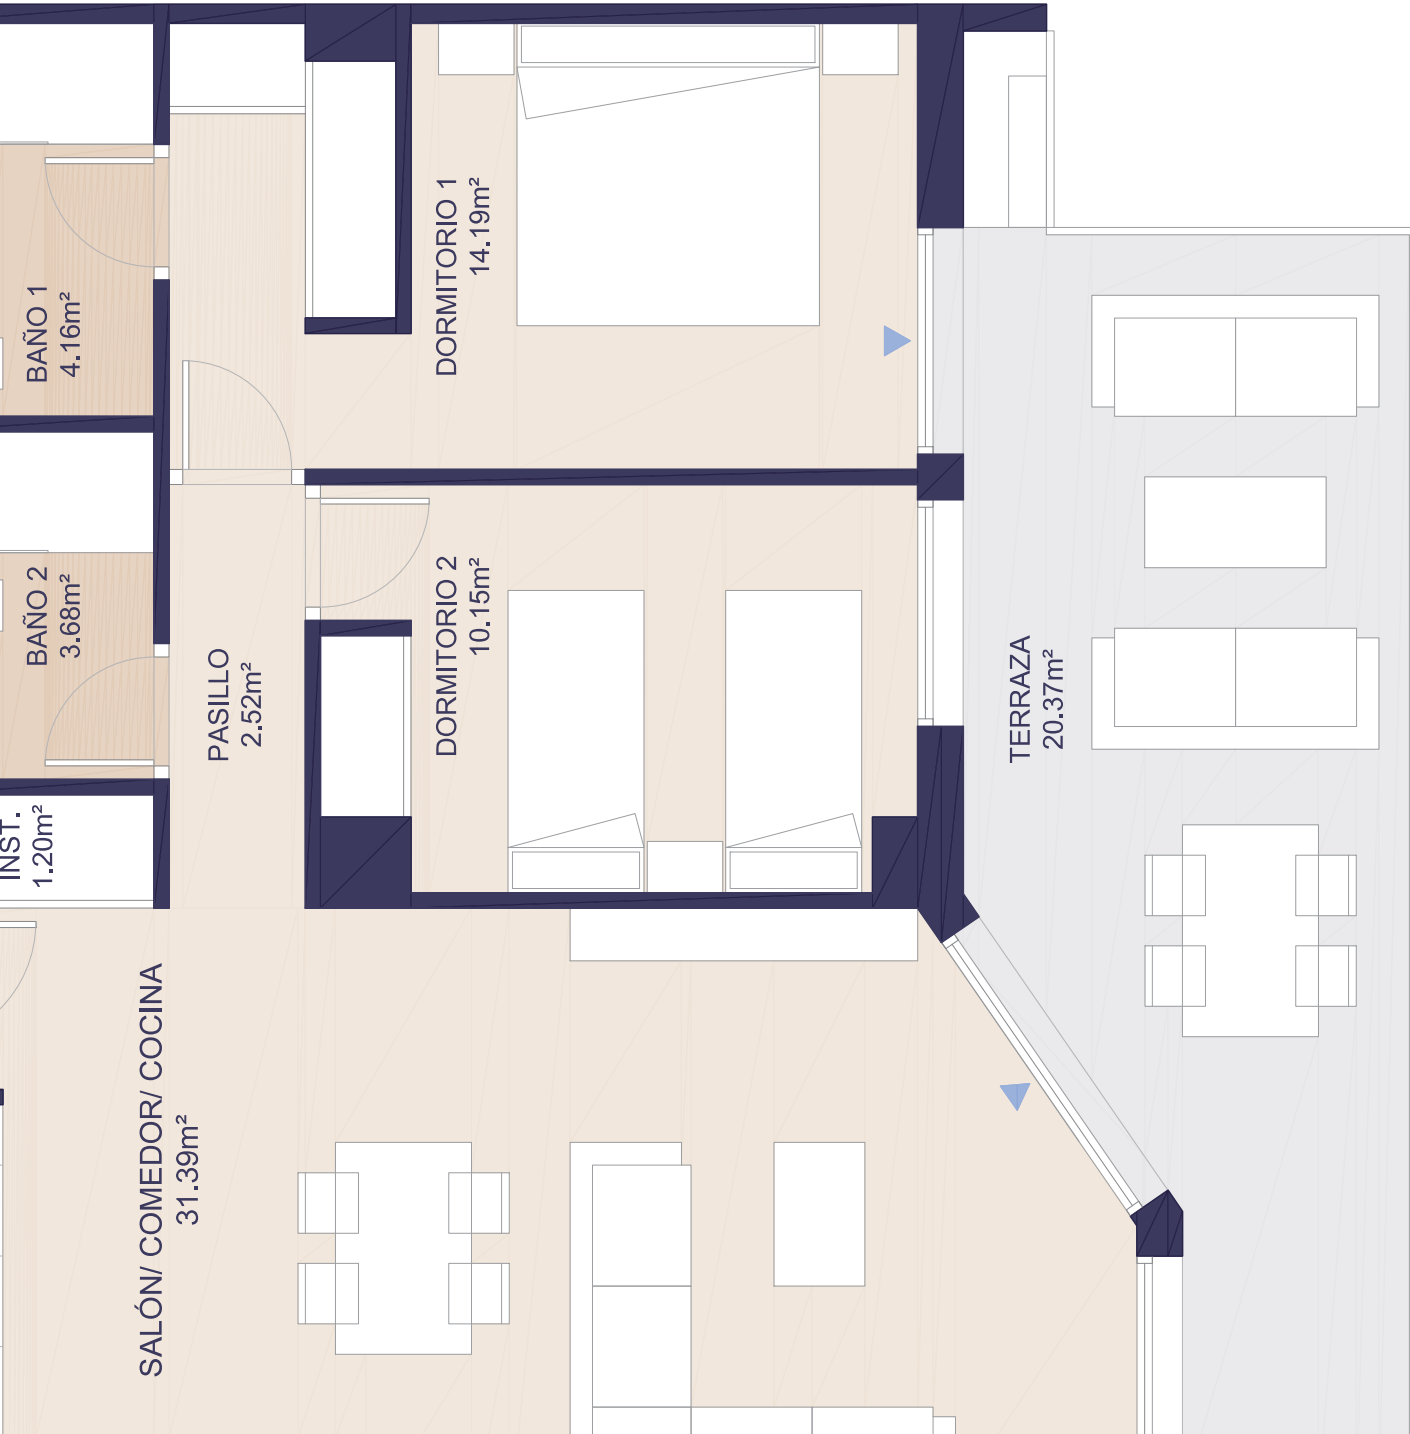 DORMITORIO 1
14.19m²
BAÑO 1
4.16m²
DORMITORIO 2
10.15m²
BAÑO 2
3.68m²
PASILLO
2.52m²
TERRAZA
20.37m²
INST.
1.20m²
SALÓN/ COMEDOR/ COCINA
31.39m²